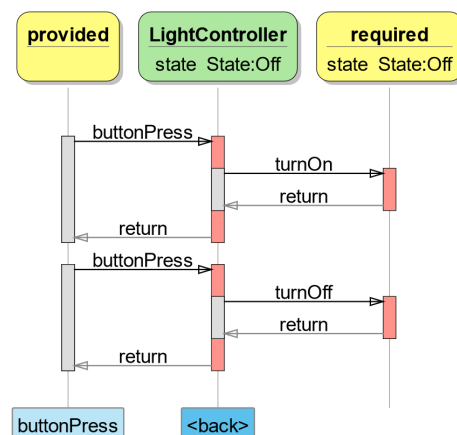 provided
LightController
required
state State:Off
state State:Off
buttonPress
turnOn
return
return
buttonPress
turnOff
return
return
buttonPress
<back>